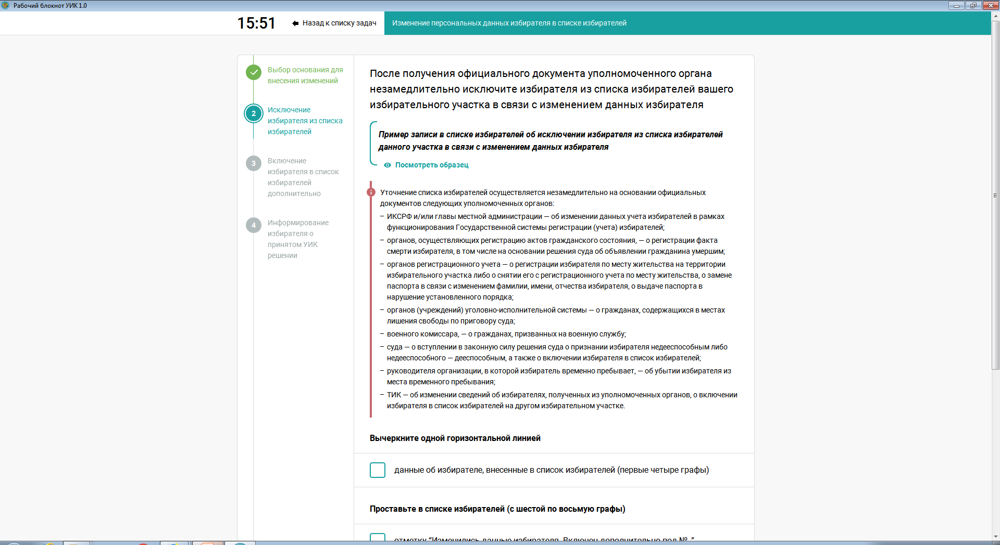 Рабочий блокнот УИК 1.0
15:51
Назад к списку задач
Изменение персональных данных избирателя в списке избирателей
Выбор основания для
внесения изменений
2
Исключение
избирателя из списка
избирателей
3
Включение
избирателя в список
избирателей
дополнительно
4
Информирование
избирателя о
принятом УИК
решении
После получения официального документа уполномоченного органа
незамедлительно исключите избирателя из списка избирателей вашего
избирательного участка в связи с изменением данных избирателя
Пример записи в списке избирателей об исключении избирателя из списка избирателей
данного участка в связи с изменением данных избирателя
Посмотреть образец
Уточнение списка избирателей осуществляется незамедлительно на основании официальных
документов следующих уполномоченных органов:
– ИКСРФ и/или главы местной администрации — об изменении данных учета избирателей в рамках
функционирования Государственной системы регистрации (учета) избирателей;
– органов, осуществляющих регистрацию актов гражданского состояния, — о регистрации факта
смерти избирателя, в том числе на основании решения суда об объявлении гражданина умершим;
– органов регистрационного учета — о регистрации избирателя по месту жительства на территории
избирательного участка либо о снятии его с регистрационного учета по месту жительства, о замене
паспорта в связи с изменением фамилии, имени, отчества избирателя, о выдаче паспорта в
нарушение установленного порядка;
– органов (учреждений) уголовно-исполнительной системы — о гражданах, содержащихся в местах
лишения свободы по приговору суда;
– военного комиссара, — о гражданах, призванных на военную службу;
– суда — о вступлении в законную силу решения суда о признании избирателя недееспособным либо
недееспособного — дееспособным, а также о включении избирателя в список избирателей;
– руководителя организации, в которой избиратель временно пребывает, — об убытии избирателя из
места временного пребывания;
– ТИК — об изменении сведений об избирателях, полученных из уполномоченных органов, о включении
избирателя в список избирателей на другом избирательном участке.
Вычеркните одной горизонтальной линией
данные об избирателе, внесенные в список избирателей (первые четыре графы)
Проставьте в списке избирателей (с шестой по восьмую графы)
отметку “Изменились данные избирателя. Включен дополнительно под №_”